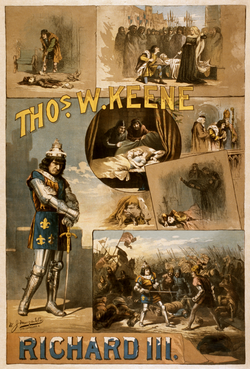 THOS. W. KEENE
RICHARD III.